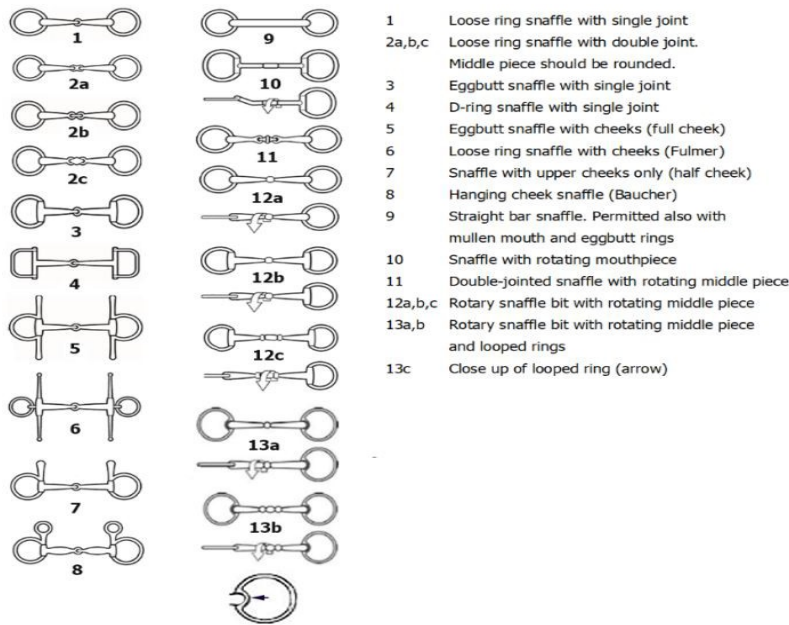 1
2a
2b
2c
3
4
5
6
7
8
9
10
11
12a
12b
12c
13a
13b
1 Loose ring snaffle with single joint
2a,b,c Loose ring snaffle with double joint.
Middle piece should be rounded.
3 Eggbutt snaffle with single joint
4 D-ring snaffle with single joint
5 Eggbutt snaffle with cheeks (full cheek)
6 Loose ring snaffle with cheeks (Fulmer)
7 Snaffle with upper cheeks only (half cheek)
8 Hanging cheek snaffle (Baucher)
9 Straight bar snaffle. Permitted also with
mullen mouth and eggbutt rings
10 Snaffle with rotating mouthpiece
11 Double-jointed snaffle with rotating middle piece
12a,b,c Rotary snaffle bit with rotating middle piece
13a,b Rotary snaffle bit with rotating middle piece
and looped rings
13c Close up of looped ring (arrow)